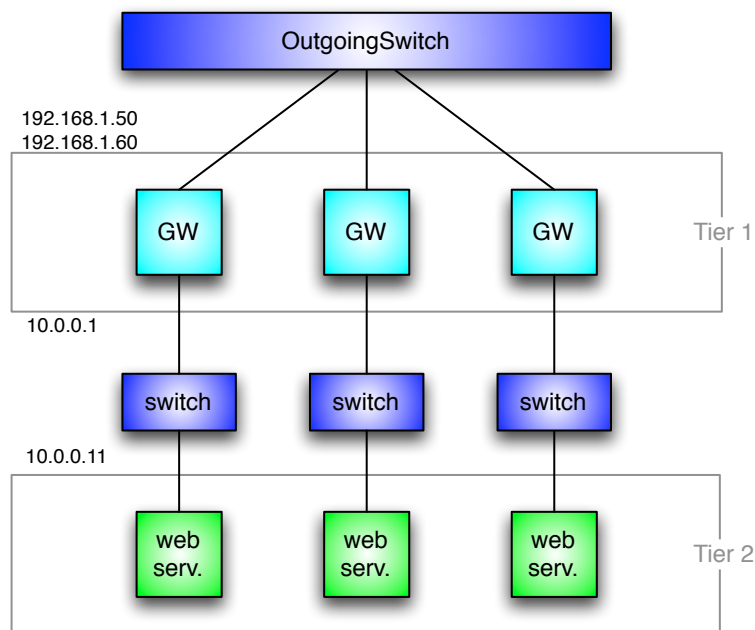 OutgoingSwitch
192.168.1.50
192.168.1.60
GW
GW
GW
Tier 1
10.0.0.1
switch
switch
switch
10.0.0.11
web
serv.
web
serv.
web
serv.
Tier 2